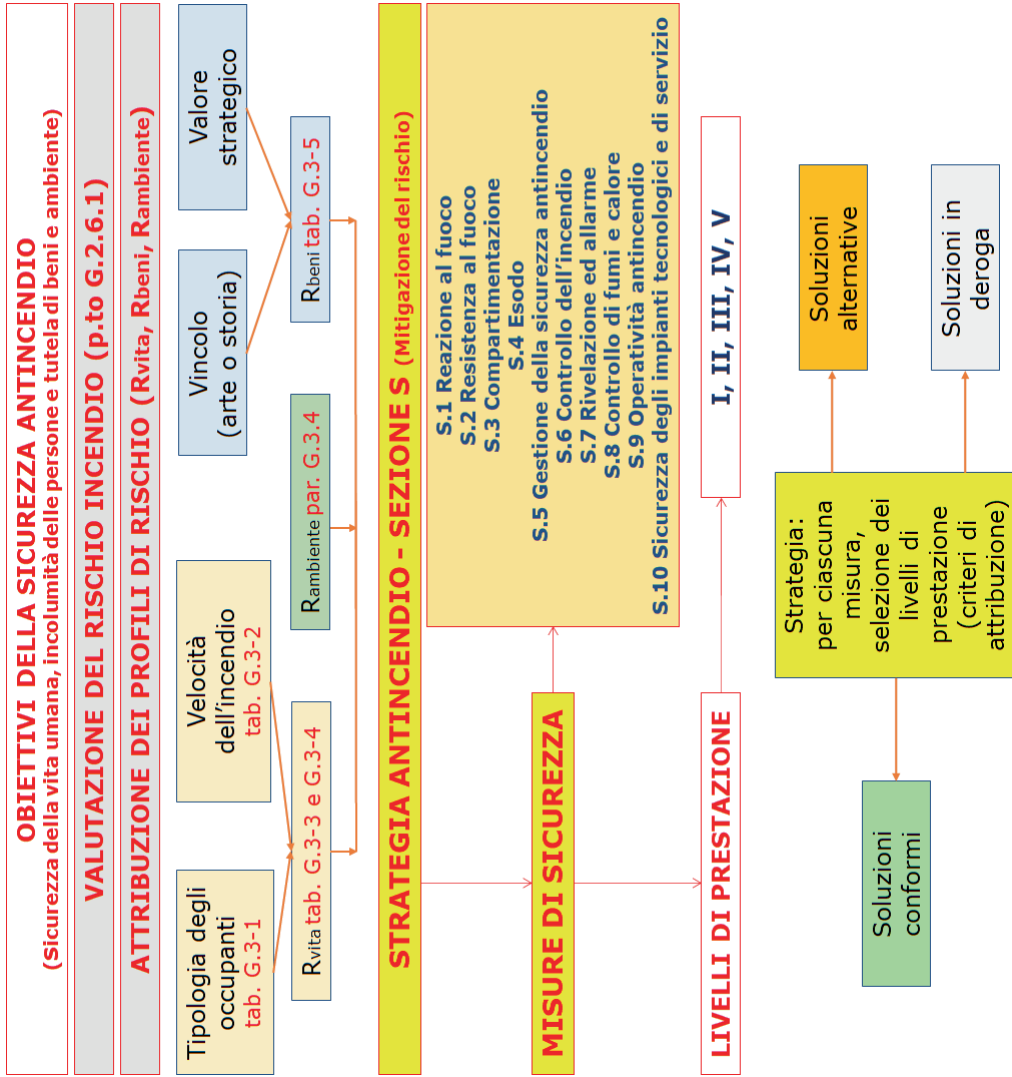 OBIETTIVI DELLA SICUREZZA ANTINCENDIO
(Sicurezza della vita umana, incolumità delle persone e tutela di beni e ambiente)
VALUTAZIONE DEL RISCHIO INCENDIO (p.to G.2.6.1)
ATTRIBUZIONE DEI PROFILI DI RISCHIO (Rvita, Rbeni, Rambiente)
Tipologia degli
occupanti
tab. G.3-1
Velocità
dell'incendio
tab. G.3-2
Vincolo
(arte o storia)
Valore
strategico
Rvita tab. G.3-3 e G.3-4
Rambiente par. G.3.4
Rbeni tab. G.3-5
STRATEGIA ANTINCENDIO - SEZIONE S (Mitigazione del rischio)
MISURE DI SICUREZZA
S.1 Reazione al fuoco
S.2 Resistenza al fuoco
S.3 Compartimentazione
S.4 Esodo
S.5 Gestione della sicurezza antincendio
S.6 Controllo dell'incendio
S.7 Rivelazione ed allarme
S.8 Controllo di fumi e calore
S.9 Operatività antincendio
S.10 Sicurezza degli impianti tecnologici e di servizio
LIVELLI DI PRESTAZIONE
I, II, III, IV, V
Soluzioni
conformi
Strategia:
per ciascuna
misura,
selezione dei
livelli di
prestazione
(criteri di
attribuzione)
Soluzioni
alternative
Soluzioni in
deroga